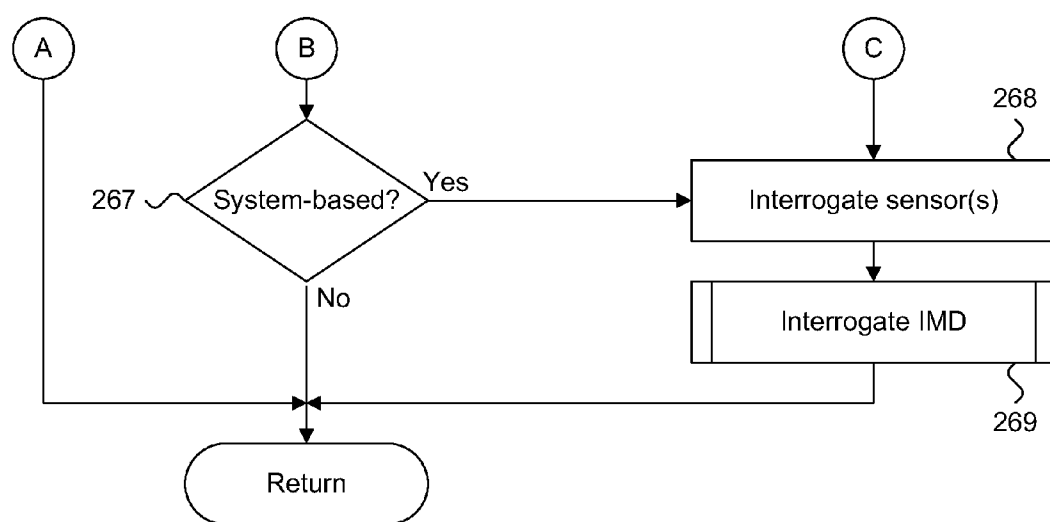 A
B
C
268
267
System-based?
Yes
Interrogate sensor(s)
No
Interrogate IMD
269
Return